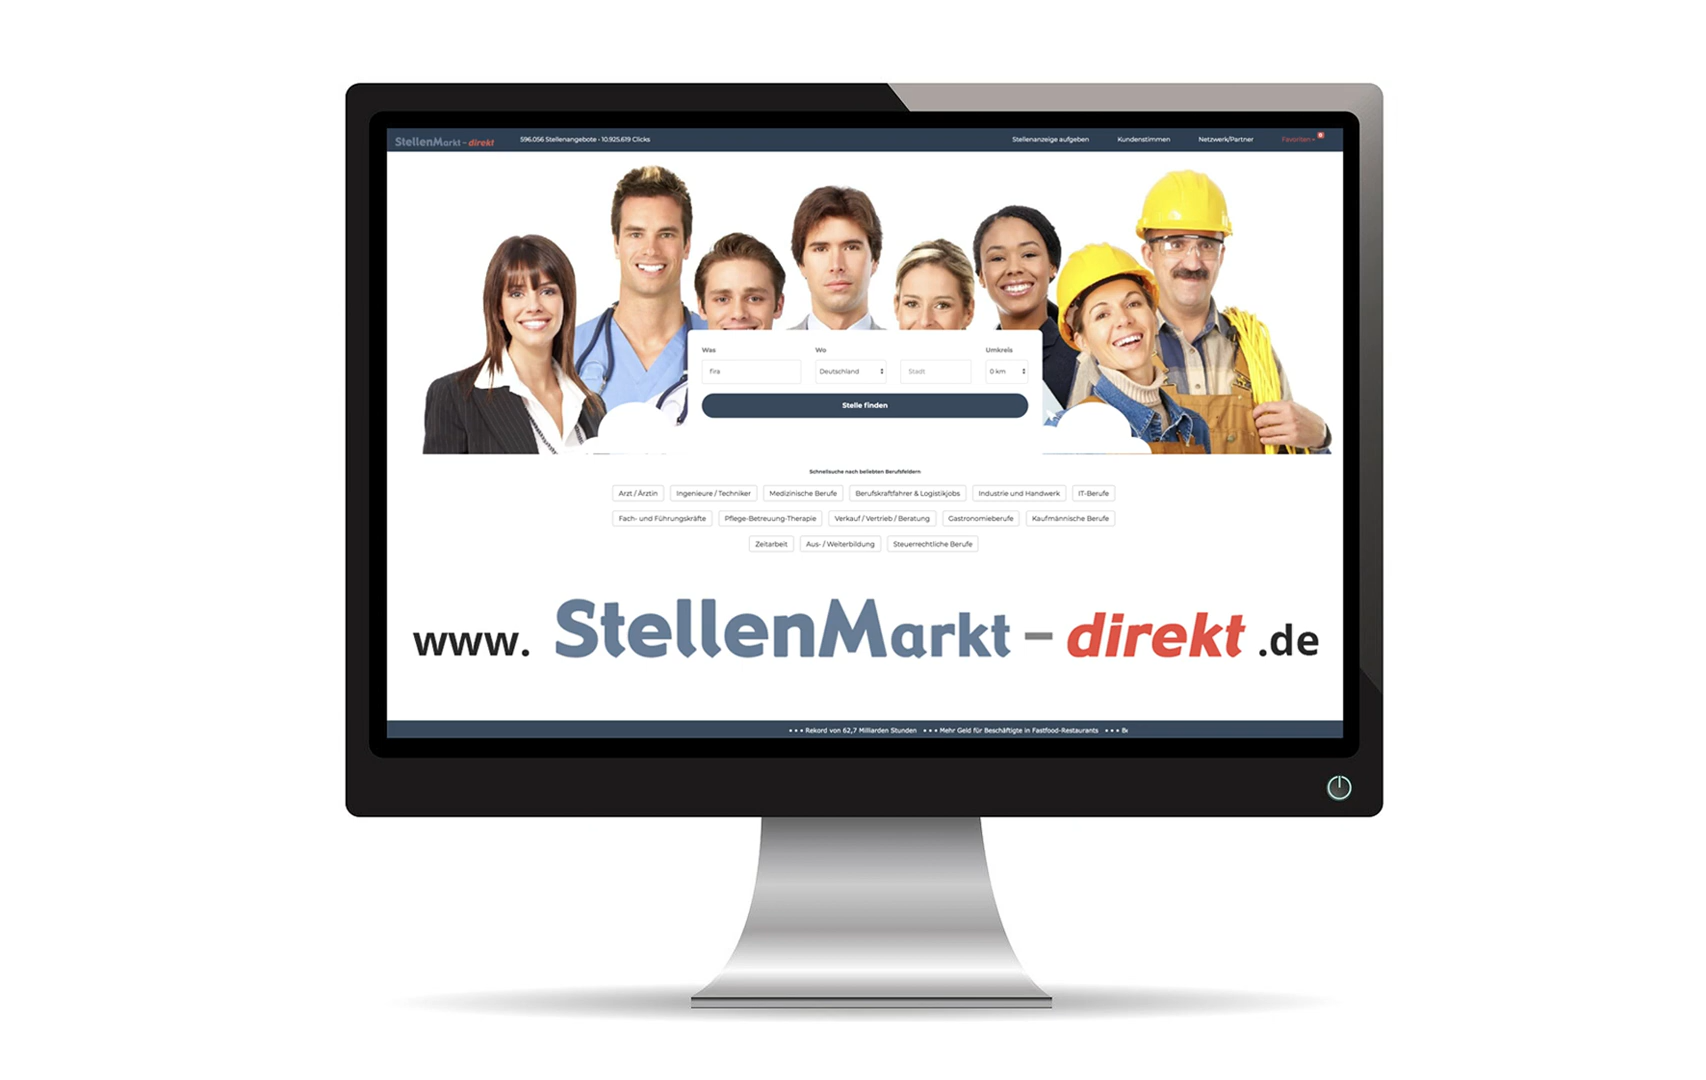 StellenMarkt - direkt 596.056 Stellenangebote • 10.925.619 Clicks Stellenanzeige aufgeben Kundenstimmen Netzwerk/Partner Favoriten
Was Wo Umkreis
fira Deutschland Stadt 0 km
Stelle finden
Schnellsuche nach beliebten Berufsfeldern
Arzt / Ärztin Ingenieure / Techniker Medizinische Berufe Berufskraftfahrer & Logistikjobs Industrie und Handwerk IT-Berufe
Fach- und Führungskräfte Pflege-Betreuung-Therapie Verkauf / Vertrieb / Beratung Gastronomieberufe Kaufmännische Berufe
Zeitarbeit Aus- / Weiterbildung Steuerrechtliche Berufe
www. StellenMarkt - direkt .de
• • • Rekord von 62,7 Milliarden Stunden • • • Mehr Geld für Beschäftigte in Fastfood-Restaurants • • •